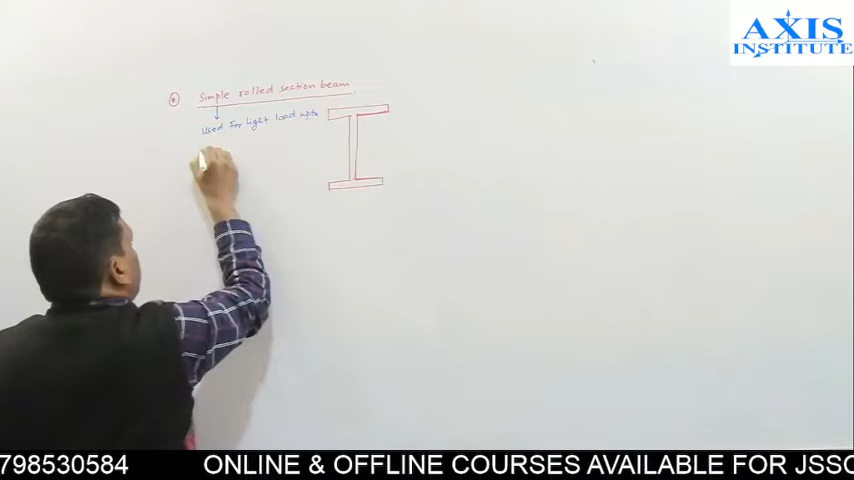 AXIS
INSTITUTE
Simple rolled section beam
Used for light load upto
798530584 ONLINE & OFFLINE COURSES AVAILABLE FOR JSSC